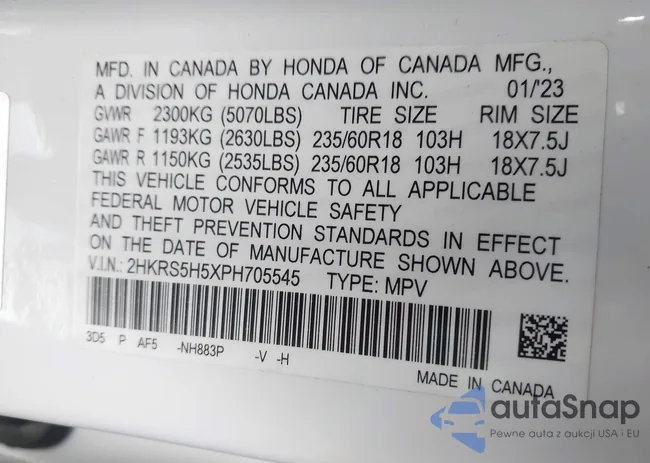 MFD. IN CANADA BY HONDA OF CANADA MFG.,
A DIVISION OF HONDA CANADA INC. 01/'23
GVWR 2300KG (5070LBS) TIRE SIZE RIM SIZE
GAWR F 1193KG (2630LBS) 235/60R18 103H 18X7.5J
GAWR R 1150KG (2535LBS) 235/60R18 103H 18X7.5J
THIS VEHICLE CONFORMS TO ALL APPLICABLE
FEDERAL MOTOR VEHICLE SAFETY
AND THEFT PREVENTION STANDARDS IN EFFECT
ON THE DATE OF MANUFACTURE SHOWN ABOVE.
V.I.N.: 2HKRS5H5XPH705545 TYPE: MPV
3D5 P AF5 -NH883P -V -H
MADE IN CANADA
autaSnap
Pewne auta z aukcji USA i EU